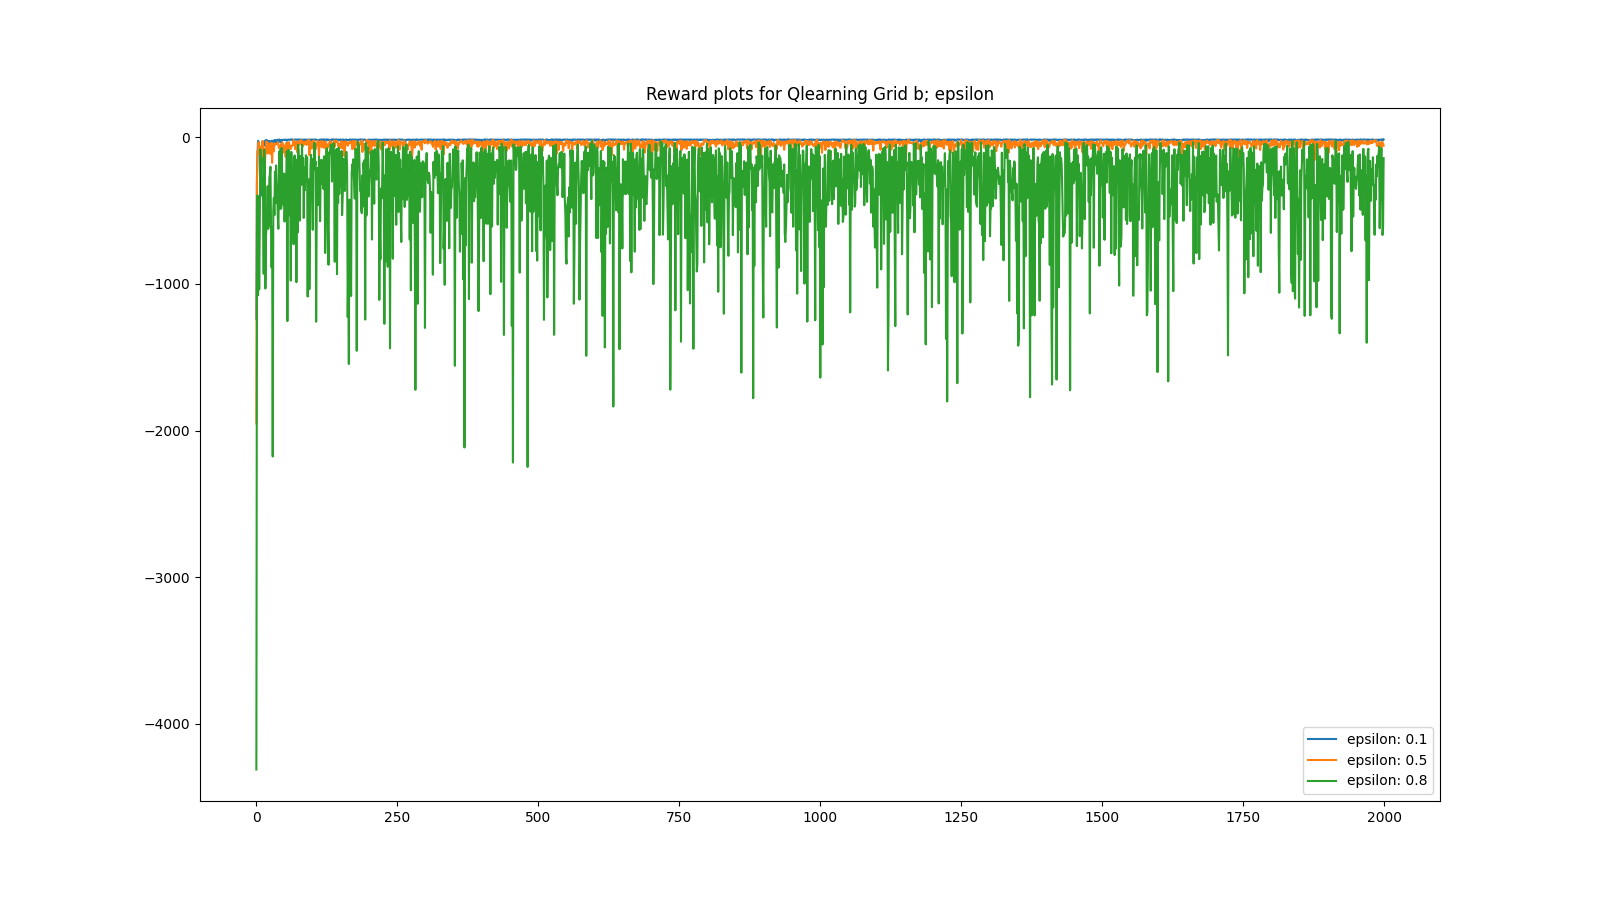 Reward plots for Qlearning Grid b; epsilon
0
−1000
−2000
−3000
−4000
0 250 500 750 1000 1250 1500 1750 2000
epsilon: 0.1
epsilon: 0.5
epsilon: 0.8